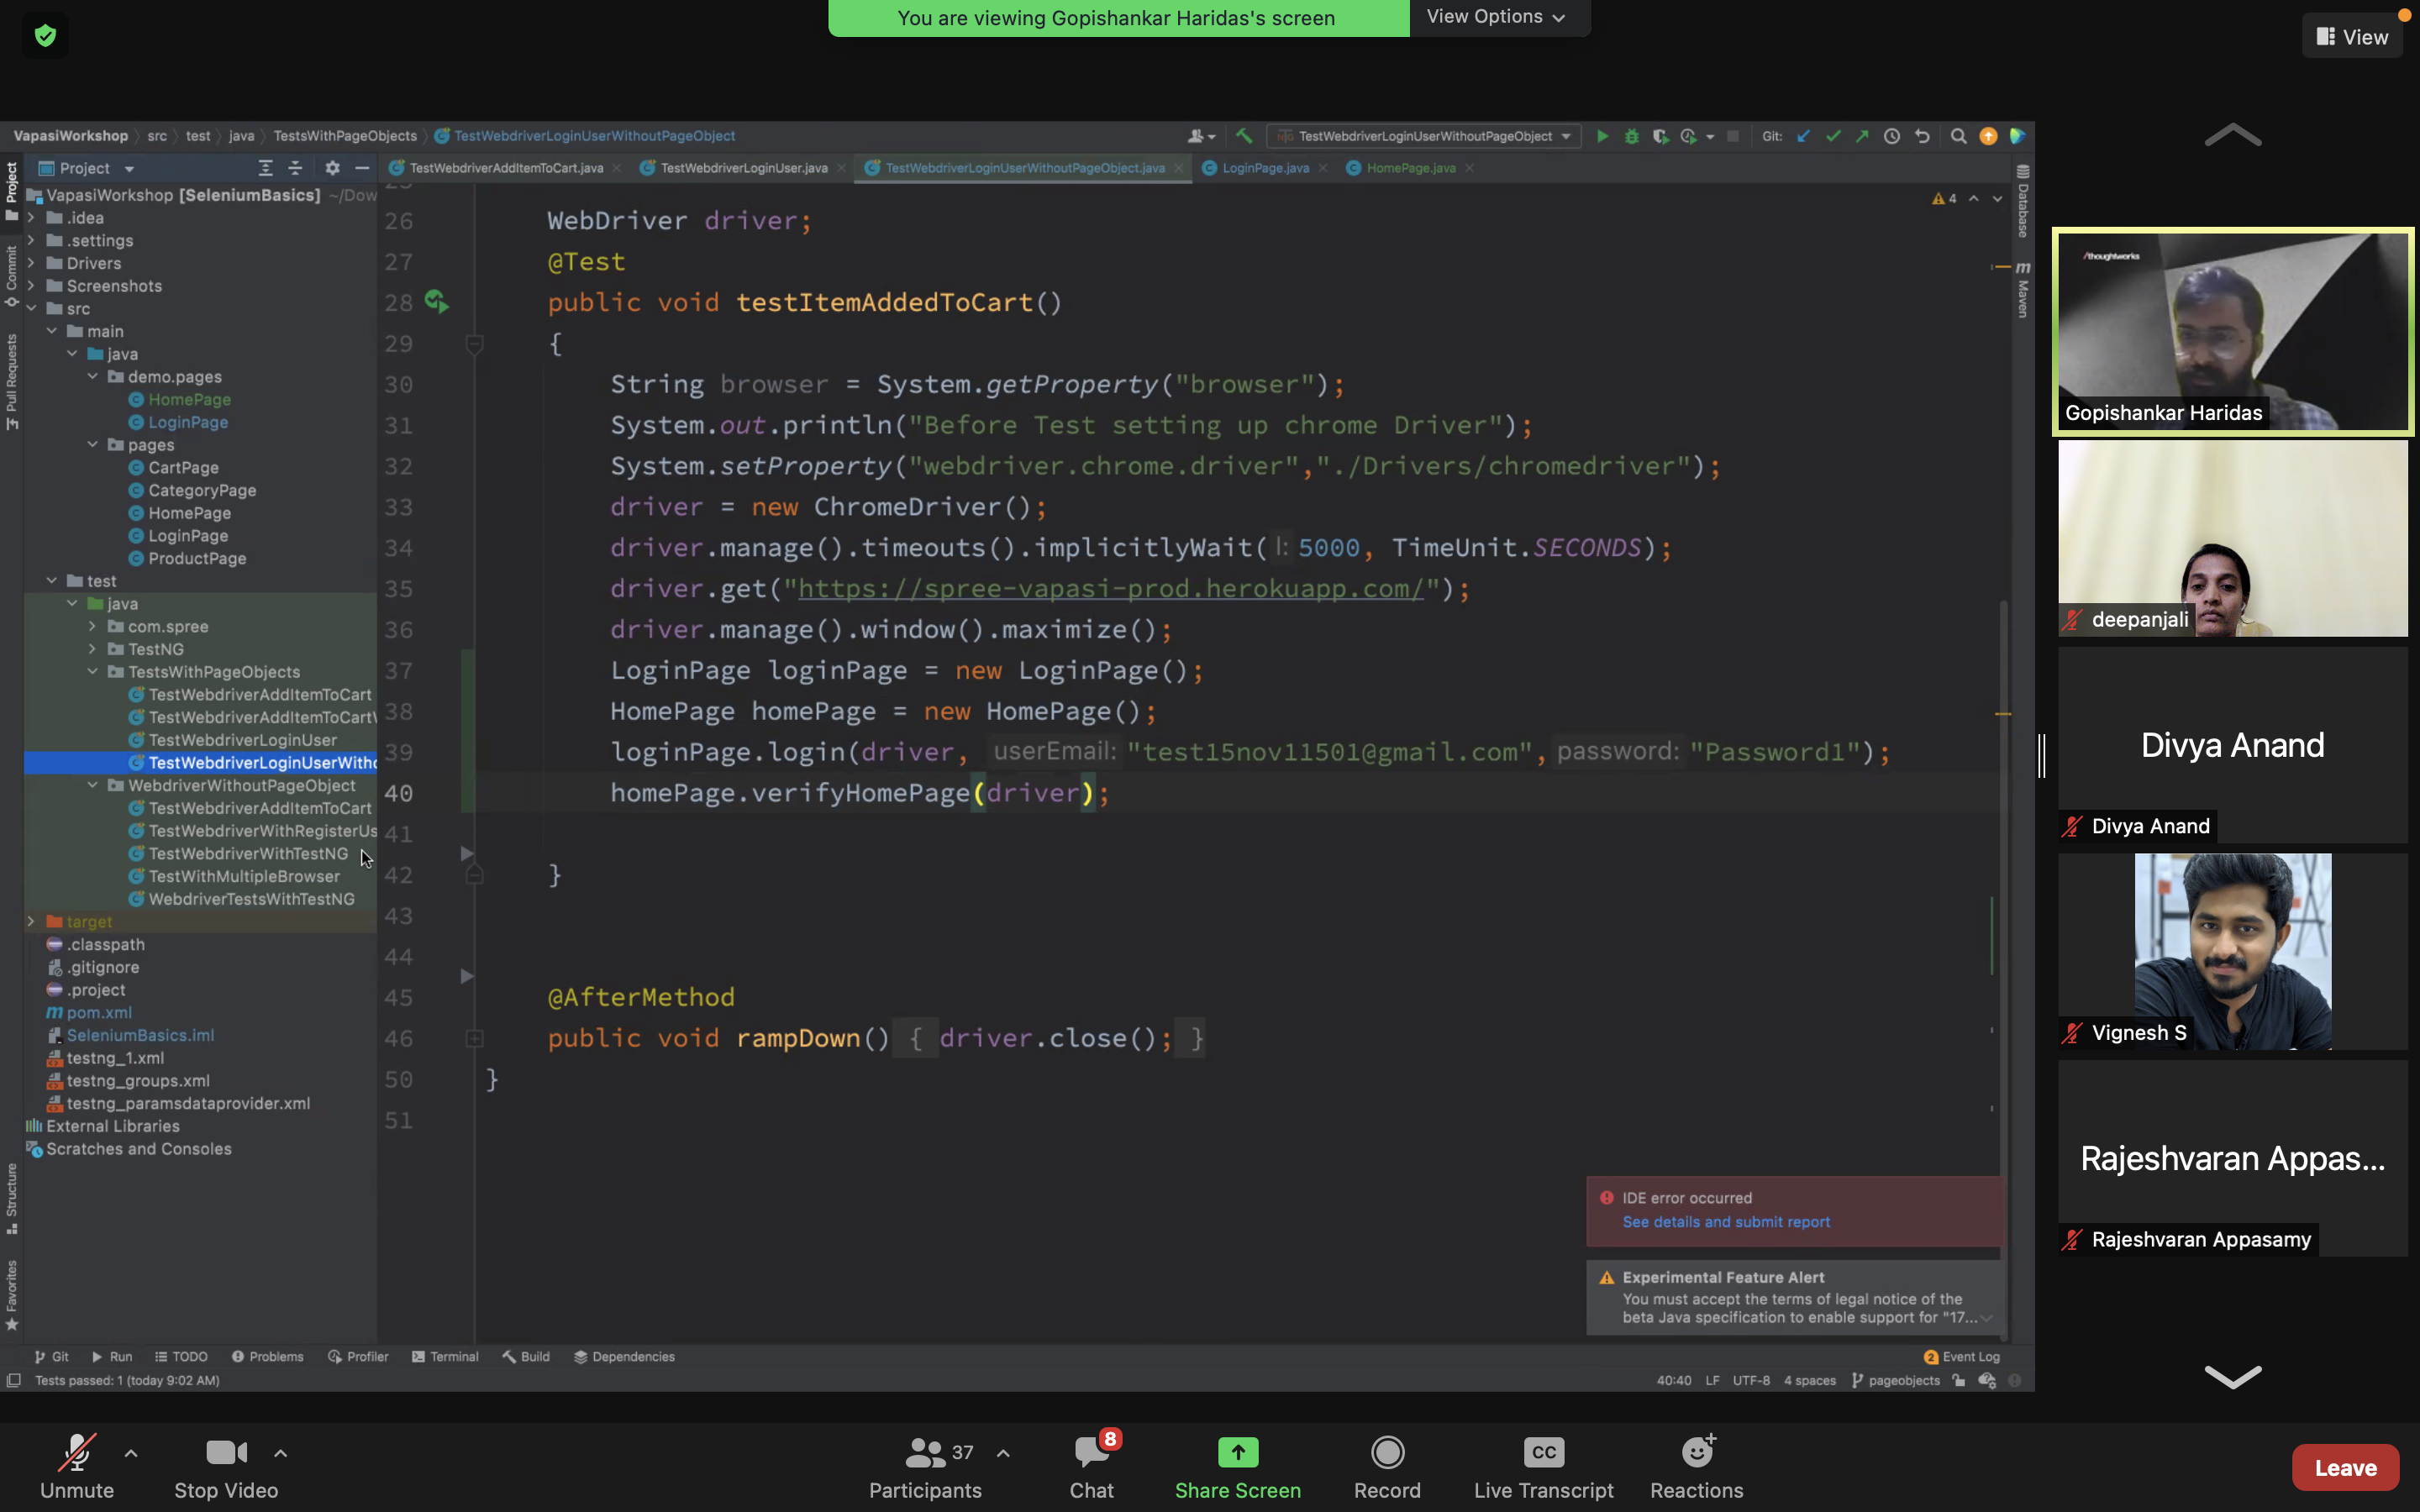 You are viewing Gopishankar Haridas's screen
View Options
View
VapasiWorkshop src test java TestsWithPageObjects TestWebdriverLoginUserWithoutPageObject
TestWebdriverLoginUserWithoutPageObject
Git:
Project
TestWebdriverAddItemToCart.java
TestWebdriverLoginUser.java
TestWebdriverLoginUserWithoutPageObject.java
LoginPage.java
HomePage.java
Project
Commit
Pull Requests
Structure
Favorites
VapasiWorkshop [SeleniumBasics] ~/Dow
.idea
.settings
Drivers
Screenshots
src
main
java
demo.pages
HomePage
LoginPage
pages
CartPage
CategoryPage
HomePage
LoginPage
ProductPage
test
java
com.spree
TestNG
TestsWithPageObjects
TestWebdriverAddItemToCart
TestWebdriverAddItemToCart
TestWebdriverLoginUser
TestWebdriverLoginUserWitho
WebdriverWithoutPageObject
TestWebdriverAddItemToCart
TestWebdriverWithRegisterUs
TestWebdriverWithTestNG
TestWithMultipleBrowser
WebdriverTestsWithTestNG
target
.classpath
.gitignore
.project
pom.xml
SeleniumBasics.iml
testng_1.xml
testng_groups.xml
testng_paramsdataprovider.xml
External Libraries
Scratches and Consoles
26 WebDriver driver;
27 @Test
28 public void testItemAddedToCart()
29 {
30 String browser = System.getProperty("browser");
31 System.out.println("Before Test setting up chrome Driver");
32 System.setProperty("webdriver.chrome.driver","./Drivers/chromedriver");
33 driver = new ChromeDriver();
34 driver.manage().timeouts().implicitlyWait( l: 5000, TimeUnit.SECONDS);
35 driver.get("https://spree-vapasi-prod.herokuapp.com/");
36 driver.manage().window().maximize();
37 LoginPage loginPage = new LoginPage();
38 HomePage homePage = new HomePage();
39 loginPage.login(driver, userEmail: "test15nov11501@gmail.com", password: "Password1");
40 homePage.verifyHomePage(driver);
41
42 }
43
44
45 @AfterMethod
46 public void rampDown() { driver.close(); }
50 }
51
4
Database
Maven
IDE error occurred
See details and submit report
Experimental Feature Alert
You must accept the terms of legal notice of the
beta Java specification to enable support for "17...
Git Run TODO Problems Profiler Terminal Build Dependencies
2 Event Log
Tests passed: 1 (today 9:02 AM)
40:40 LF UTF-8 4 spaces pageobjects
/thoughtworks
Gopishankar Haridas
deepanjali
Divya Anand
Divya Anand
Vignesh S
Rajeshvaran Appas...
Rajeshvaran Appasamy
Unmute
Stop Video
37
Participants
8
Chat
Share Screen
Record
CC
Live Transcript
Reactions
Leave